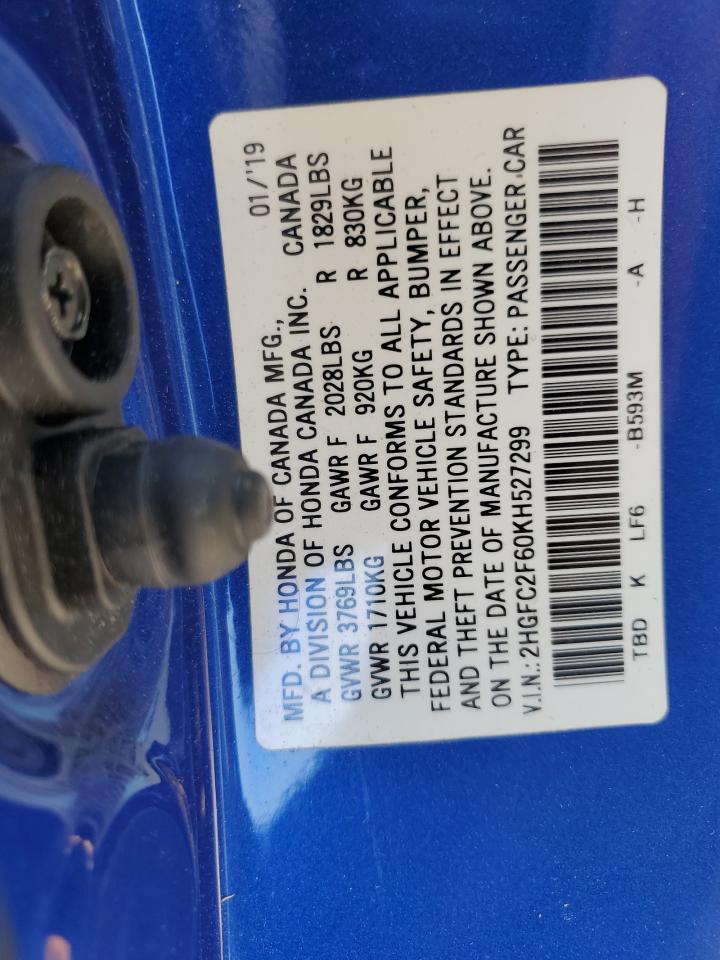 01/'19
MFD. BY HONDA OF CANADA MFG., CANADA
A DIVISION OF HONDA CANADA INC.
GVWR 3769LBS GAWR F 2028LBS R 1829LBS
GVWR 1710KG GAWR F 920KG R 830KG
THIS VEHICLE CONFORMS TO ALL APPLICABLE
FEDERAL MOTOR VEHICLE SAFETY, BUMPER,
AND THEFT PREVENTION STANDARDS IN EFFECT
ON THE DATE OF MANUFACTURE SHOWN ABOVE.
V.I.N.: 2HGFC2F60KH527299 TYPE: PASSENGER CAR
TBD K LF6 -B593M -A -H